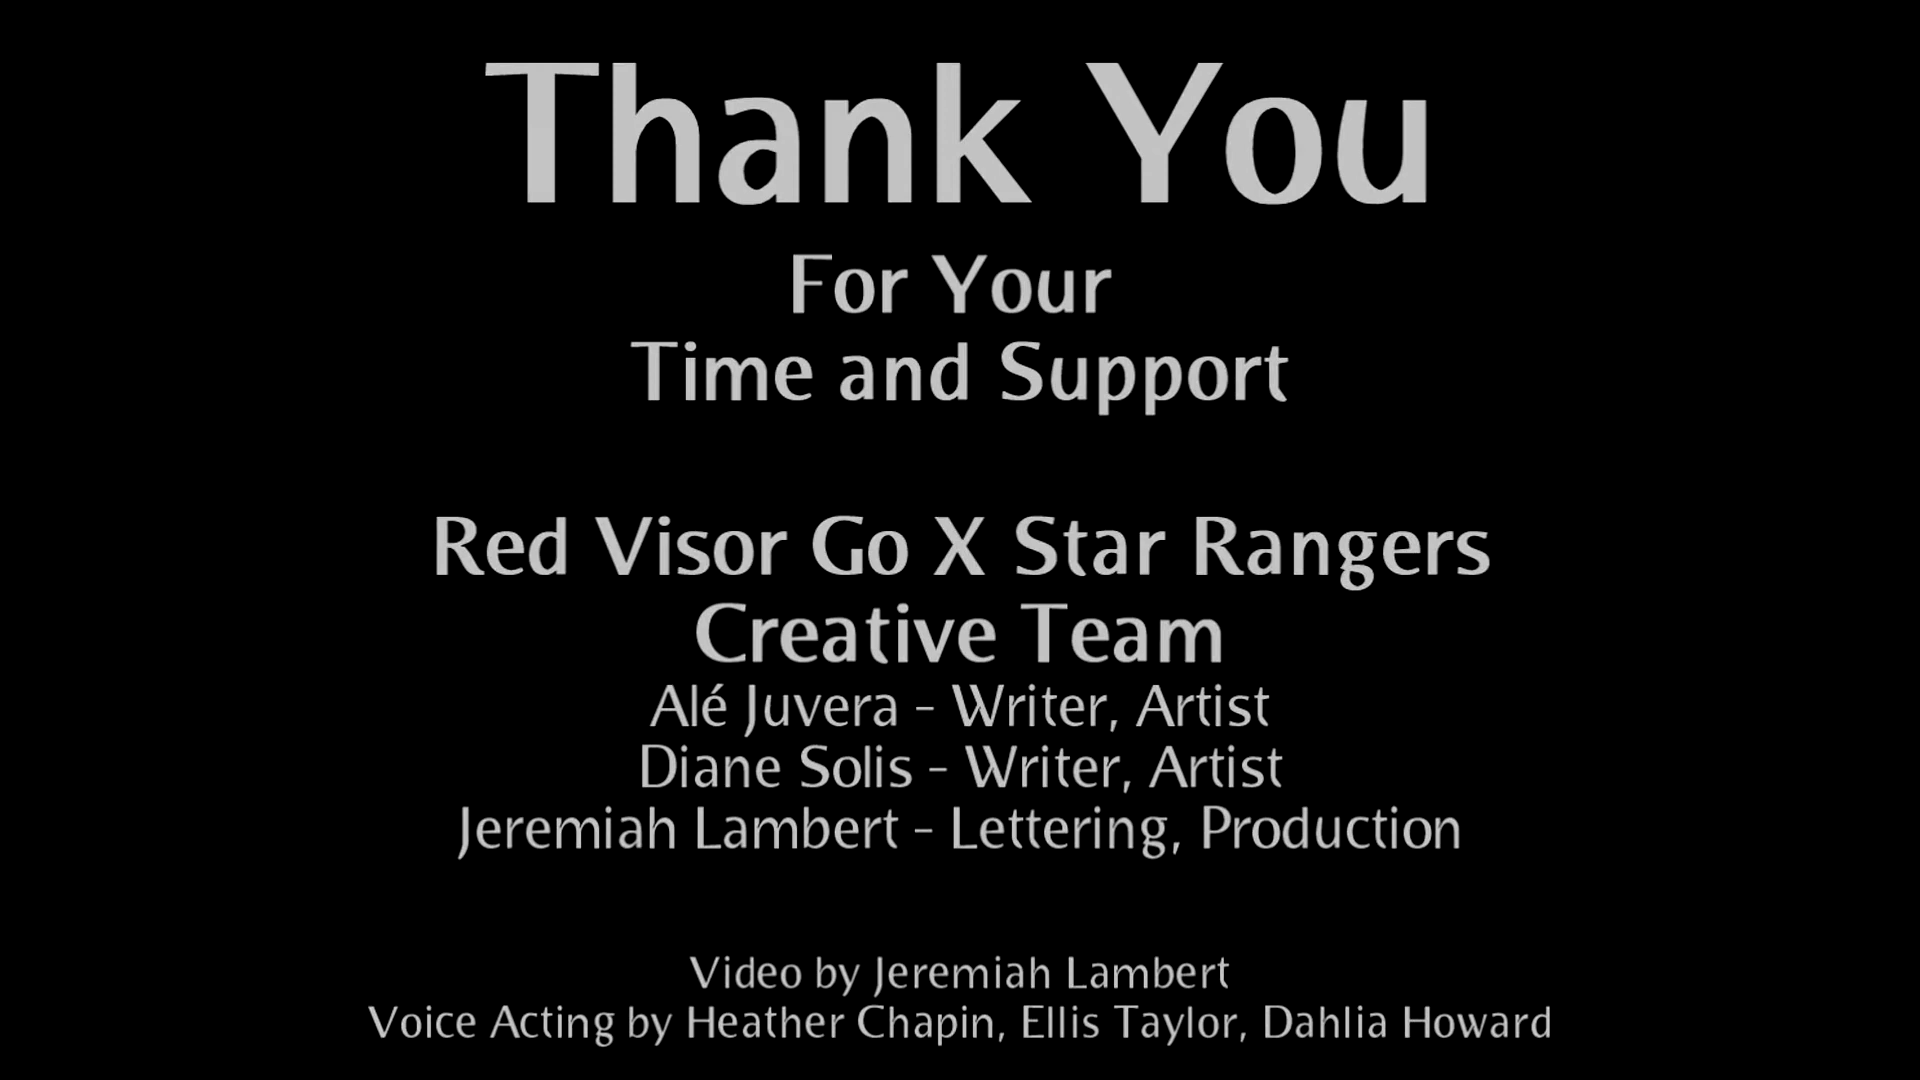 Thank You
For Your
Time and Support
Red Visor Go X Star Rangers
Creative Team
Alé Juvera - Writer, Artist
Diane Solis - Writer, Artist
Jeremiah Lambert - Lettering, Production
Video by Jeremiah Lambert
Voice Acting by Heather Chapin, Ellis Taylor, Dahlia Howard